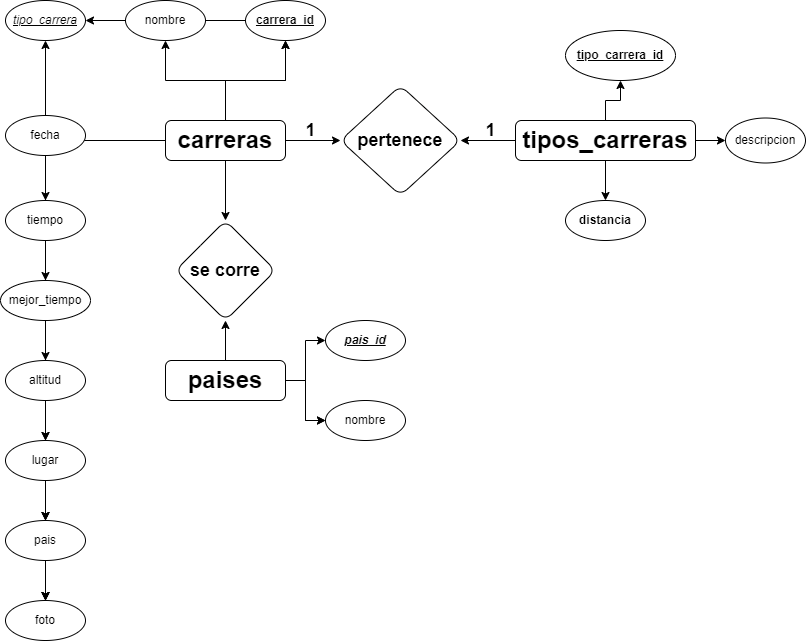 tipo_carrera
nombre
carrera_id
tipo_carrera_id
fecha
carreras
1
pertenece
1
tipos_carreras
descripcion
tiempo
distancia
se corre
mejor_tiempo
pais_id
altitud
paises
nombre
lugar
pais
foto